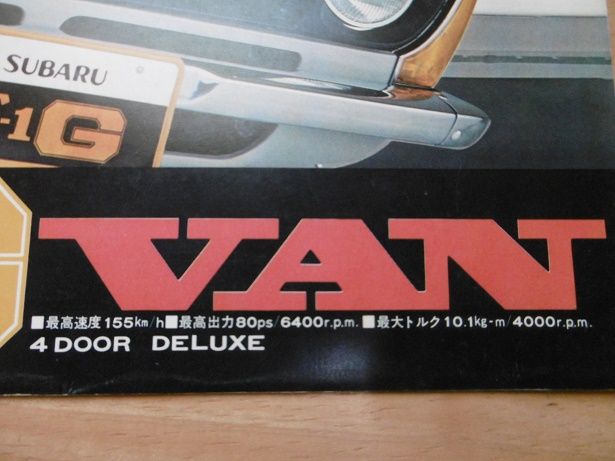 SUBARU
-1G
VAN
■最高速度155km/h■最高出力80ps/6400r.p.m.■最大トルク10.1kg-m/4000r.p.m.
4 DOOR DELUXE